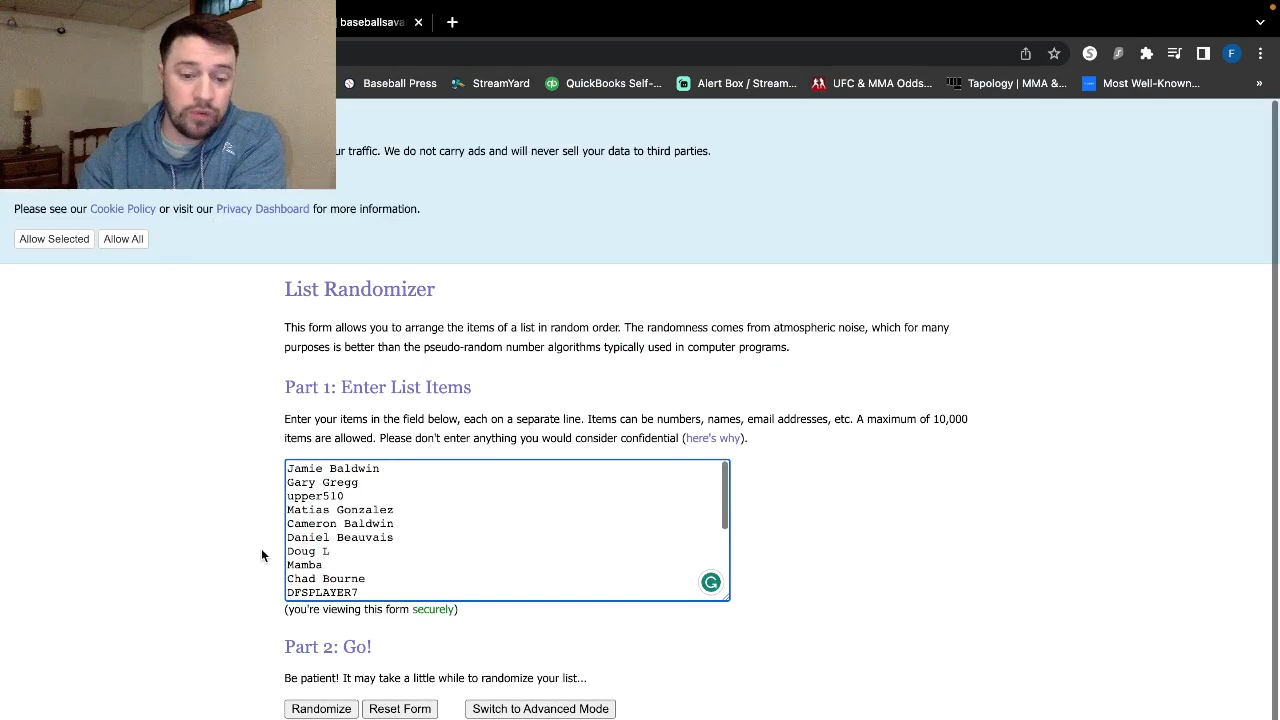 baseballsava
Baseball Press
StreamYard
QuickBooks Self-...
Alert Box / Stream...
UFC & MMA Odds...
Tapology | MMA &...
Most Well-Known...
»
F
ur traffic. We do not carry ads and will never sell your data to third parties.
Please see our Cookie Policy or visit our Privacy Dashboard for more information.
Allow Selected
Allow All
List Randomizer
This form allows you to arrange the items of a list in random order. The randomness comes from atmospheric noise, which for many
purposes is better than the pseudo-random number algorithms typically used in computer programs.
Part 1: Enter List Items
Enter your items in the field below, each on a separate line. Items can be numbers, names, email addresses, etc. A maximum of 10,000
items are allowed. Please don't enter anything you would consider confidential (here's why).
Jamie Baldwin
Gary Gregg
upper510
Matias Gonzalez
Cameron Baldwin
Daniel Beauvais
Doug L
Mamba
Chad Bourne
DFSPLAYER7
(you're viewing this form securely)
Part 2: Go!
Be patient! It may take a little while to randomize your list...
Randomize
Reset Form
Switch to Advanced Mode